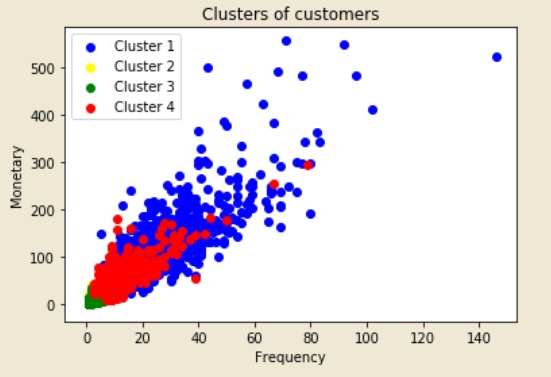 Clusters of customers
Cluster 1
Cluster 2
Cluster 3
Cluster 4
Monetary
500
400
300
200
100
0
0 20 40 60 80 100 120 140
Frequency